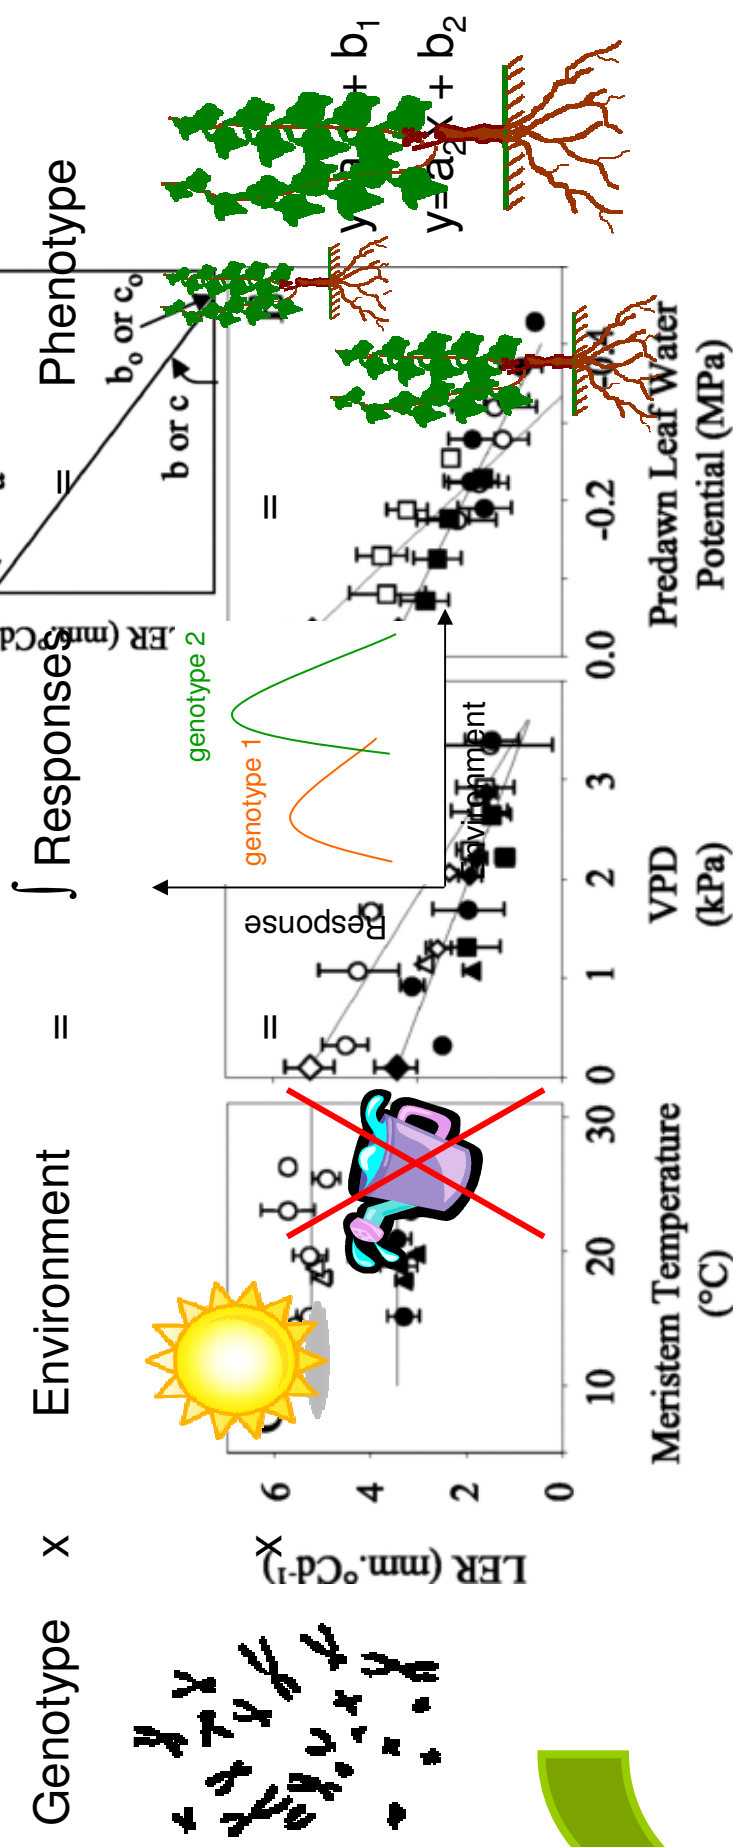 Genotype x Environment = ∫ Responses = Phenotype
x = =
genotype 1
genotype 2
Response
Environment
b₀ or c₀
b or c
+ b₁
y= a₂x + b₂
LER (mm.°Cd⁻¹)
6
4
2
0
10 20 30
Meristem Temperature
(°C)
0 1 2 3
VPD
(kPa)
0.0 -0.2
Predawn Leaf Water
Potential (MPa)